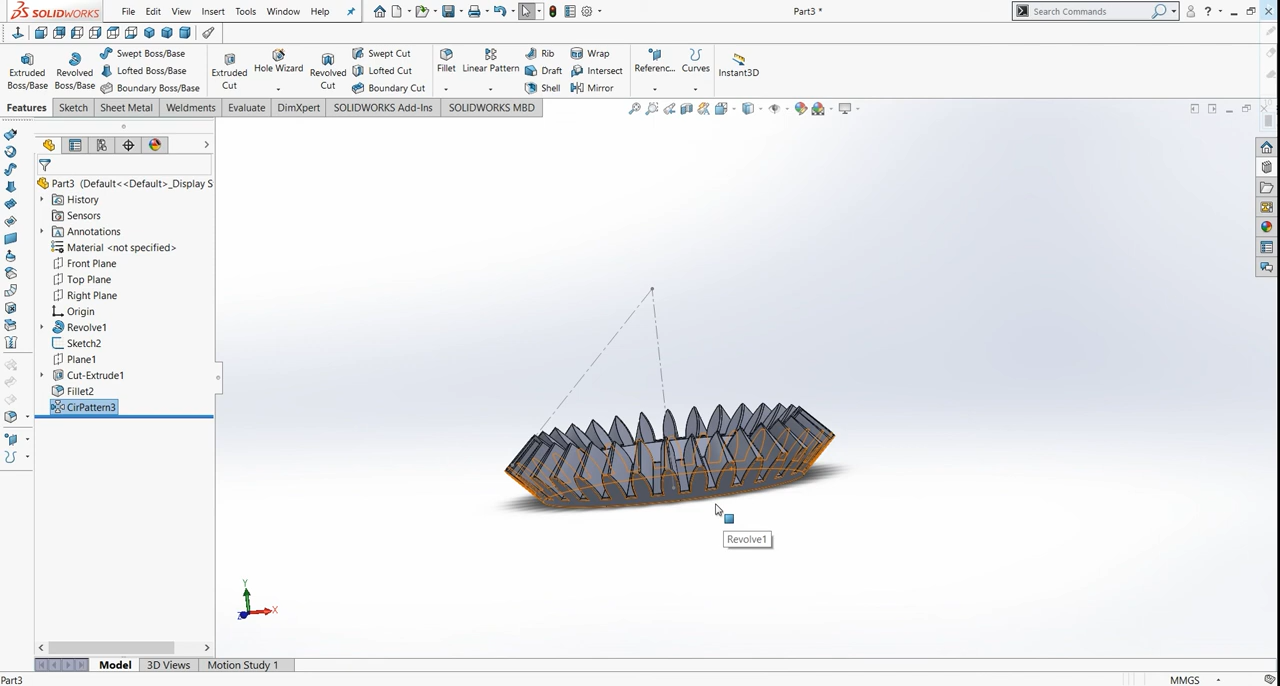 SOLIDWORKS File Edit View Insert Tools Window Help Part3 * Search Commands ?
Extruded Boss/Base
Revolved Boss/Base
Swept Boss/Base
Lofted Boss/Base
Boundary Boss/Base
Extruded Cut
Hole Wizard
Revolved Cut
Swept Cut
Lofted Cut
Boundary Cut
Fillet
Linear Pattern
Rib
Draft
Shell
Wrap
Intersect
Mirror
Referenc...
Curves
Instant3D
Features Sketch Sheet Metal Weldments Evaluate DimXpert SOLIDWORKS Add-Ins SOLIDWORKS MBD
Part3 (Default<<Default>_Display S
History
Sensors
Annotations
Material <not specified>
Front Plane
Top Plane
Right Plane
Origin
Revolve1
Sketch2
Plane1
Cut-Extrude1
Fillet2
CirPattern3
Revolve1
Y
X
Z
Model 3D Views Motion Study 1
Part3 MMGS